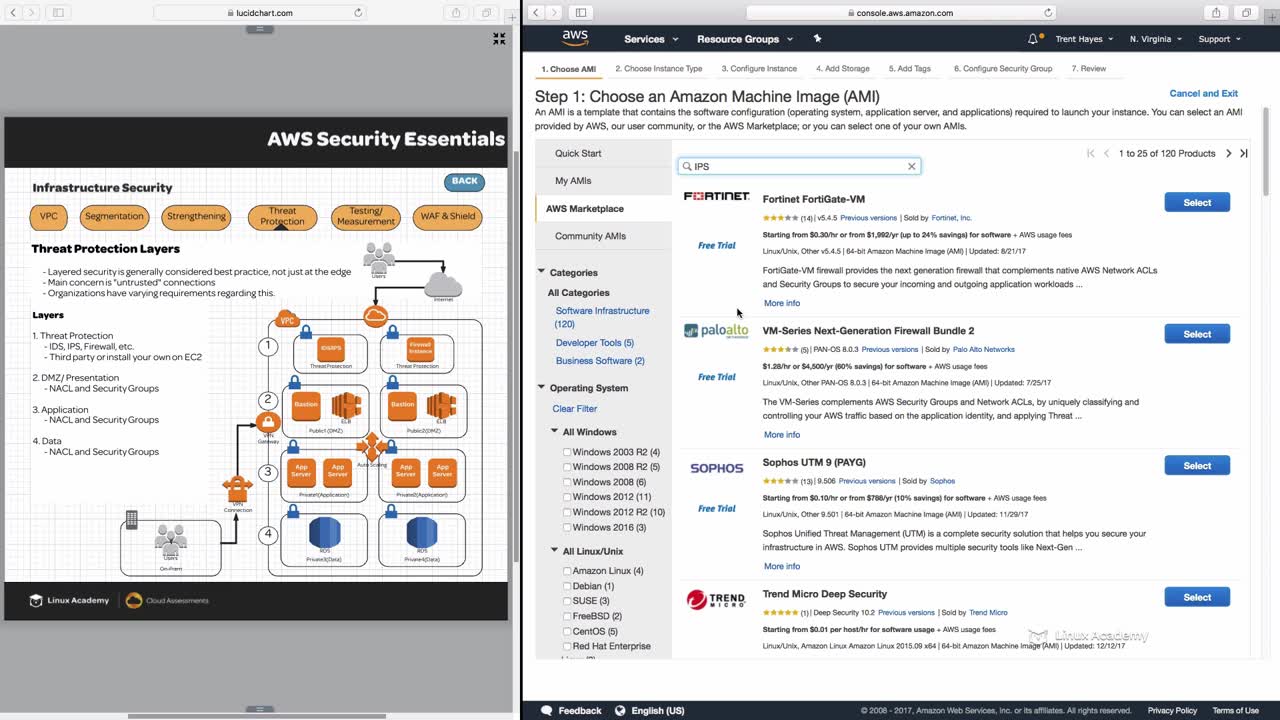 lucidchart.com
AWS Security Essentials
Infrastructure Security
BACK
VPC
Segmentation
Strengthening
Threat
Protection
Testing/
Measurement
WAF & Shield
Threat Protection Layers
- Layered security is generally considered best practice, not just at the edge
- Main concern is "untrusted" connections
- Organizations have varying requirements regarding this.
Layers
1. Threat Protection
- IDS, IPS, Firewall, etc.
- Third party or install your own on EC2
2. DMZ/ Presentation
- NACL and Security Groups
3. Application
- NACL and Security Groups
4. Data
- NACL and Security Groups
Users
Internet
VPC
1
IDS/IPS
Threat Protection
Firewall
Instance
Threat Protection
2
Bastion
ELB
Public1 (DMZ)
Bastion
ELB
Public2(DMZ)
VPN
Gateway
Auto Scaling
3
App
Server
App
Server
Private1(Application)
App
Server
App
Server
Private2(Application)
VPN
Connection
4
RDS
Private3(Data)
RDS
Private4(Data)
Users
On-Prem
Linux Academy
Cloud Assessments
console.aws.amazon.com
aws
Services
Resource Groups
Trent Hayes
N. Virginia
Support
1. Choose AMI
2. Choose Instance Type
3. Configure Instance
4. Add Storage
5. Add Tags
6. Configure Security Group
7. Review
Step 1: Choose an Amazon Machine Image (AMI)
Cancel and Exit
An AMI is a template that contains the software configuration (operating system, application server, and applications) required to launch your instance. You can select an AMI
provided by AWS, our user community, or the AWS Marketplace; or you can select one of your own AMIs.
Quick Start
My AMIs
AWS Marketplace
Community AMIs
Categories
All Categories
Software Infrastructure
(120)
Developer Tools (5)
Business Software (2)
Operating System
Clear Filter
All Windows
Windows 2003 R2 (4)
Windows 2008 R2 (5)
Windows 2008 (6)
Windows 2012 (11)
Windows 2012 R2 (10)
Windows 2016 (3)
All Linux/Unix
Amazon Linux (4)
Debian (1)
SUSE (3)
FreeBSD (2)
CentOS (5)
Red Hat Enterprise
IPS
1 to 25 of 120 Products
FORTINET
Free Trial
Fortinet FortiGate-VM
(14) | v5.4.5 Previous versions | Sold by Fortinet, Inc.
Starting from $0.30/hr or from $1,992/yr (up to 24% savings) for software + AWS usage fees
Linux/Unix, Other v5.4.5 | 64-bit Amazon Machine Image (AMI) | Updated: 8/21/17
FortiGate-VM firewall provides the next generation firewall that complements native AWS Network ACLs
and Security Groups to secure your incoming and outgoing application workloads ...
More info
Select
paloalto
Free Trial
VM-Series Next-Generation Firewall Bundle 2
(5) | PAN-OS 8.0.3 Previous versions | Sold by Palo Alto Networks
$1.28/hr or $4,500/yr (60% savings) for software + AWS usage fees
Linux/Unix, Other PAN-OS 8.0.3 | 64-bit Amazon Machine Image (AMI) | Updated: 7/25/17
The VM-Series complements AWS Security Groups and Network ACLs, by uniquely classifying and
controlling your AWS traffic based on the application identity, and applying Threat ...
More info
Select
SOPHOS
Free Trial
Sophos UTM 9 (PAYG)
(13) | 9.506 Previous versions | Sold by Sophos
Starting from $0.10/hr or from $788/yr (10% savings) for software + AWS usage fees
Linux/Unix, Other 9.501 | 64-bit Amazon Machine Image (AMI) | Updated: 11/29/17
Sophos Unified Threat Management (UTM) is a complete security solution that helps you secure your
infrastructure in AWS. Sophos UTM provides multiple security tools like Next-Gen ...
More info
Select
TREND
MICRO
Trend Micro Deep Security
(1) | Deep Security 10.2 Previous versions | Sold by Trend Micro
Starting from $0.01 per host/hr for software usage + AWS usage fees
Linux/Unix, Amazon Linux Amazon Linux 2015.09 x64 | 64-bit Amazon Machine Image (AMI) | Updated: 12/12/17
Select
Linux Academy
Feedback
English (US)
© 2008 - 2017, Amazon Web Services, Inc. or its affiliates. All rights reserved.
Privacy Policy
Terms of Use